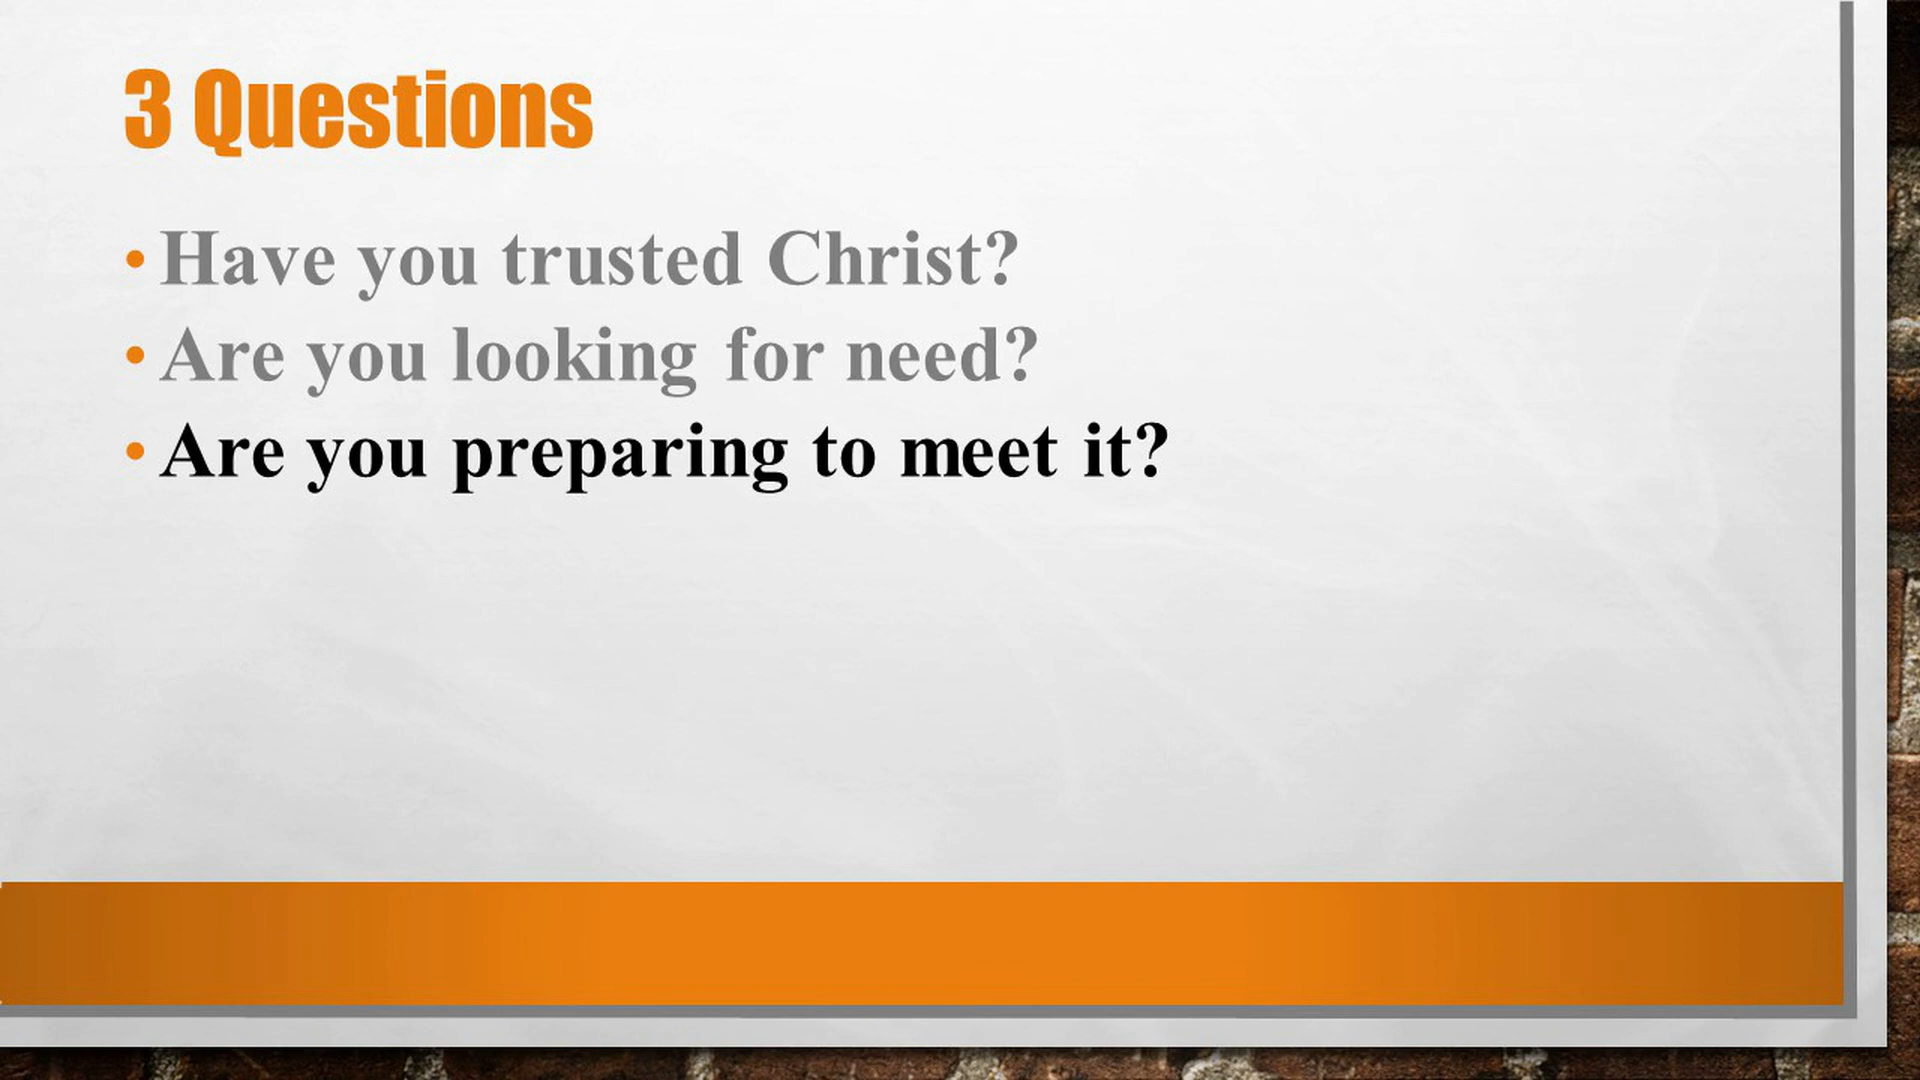 3 Questions
• Have you trusted Christ?
• Are you looking for need?
• Are you preparing to meet it?